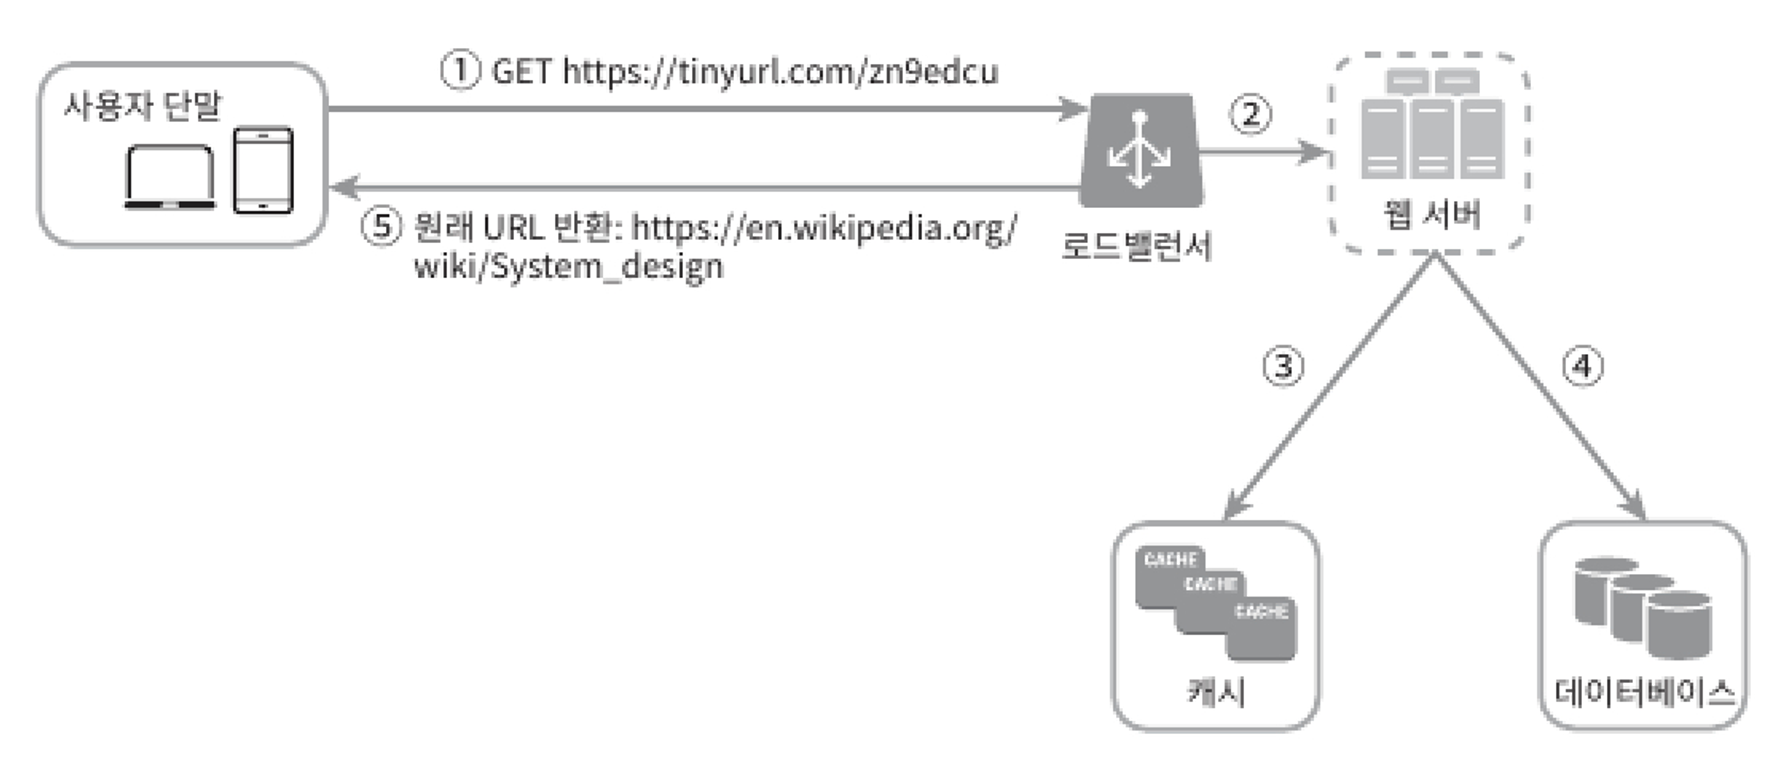 사용자 단말
① GET https://tinyurl.com/zn9edcu
②
웹 서버
⑤ 원래 URL 반환: https://en.wikipedia.org/
wiki/System_design
로드밸런서
③
④
CACHE
CACHE
CACHE
캐시
데이터베이스